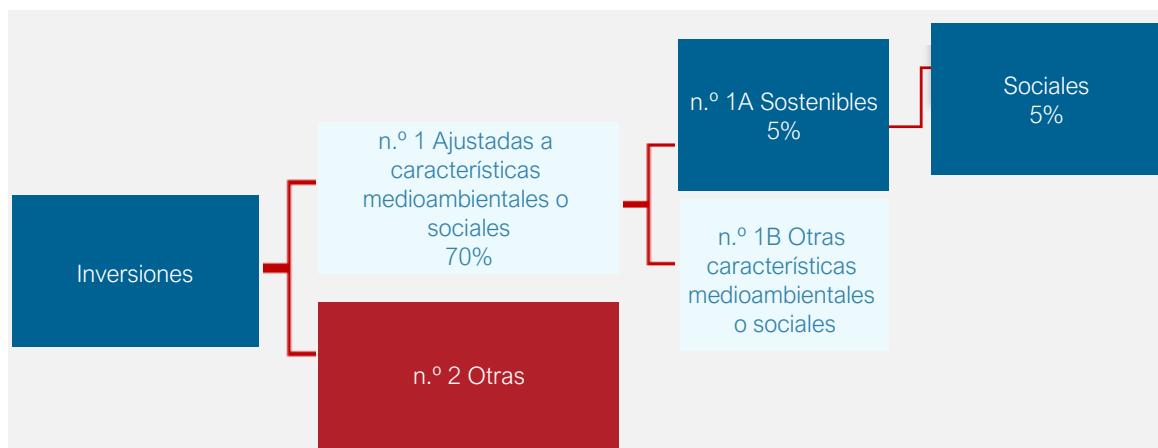 Inversiones
n.º 1 Ajustadas a
características
medioambientales o
sociales
70%
n.º 2 Otras
n.º 1A Sostenibles
5%
n.º 1B Otras
características
medioambientales
o sociales
Sociales
5%